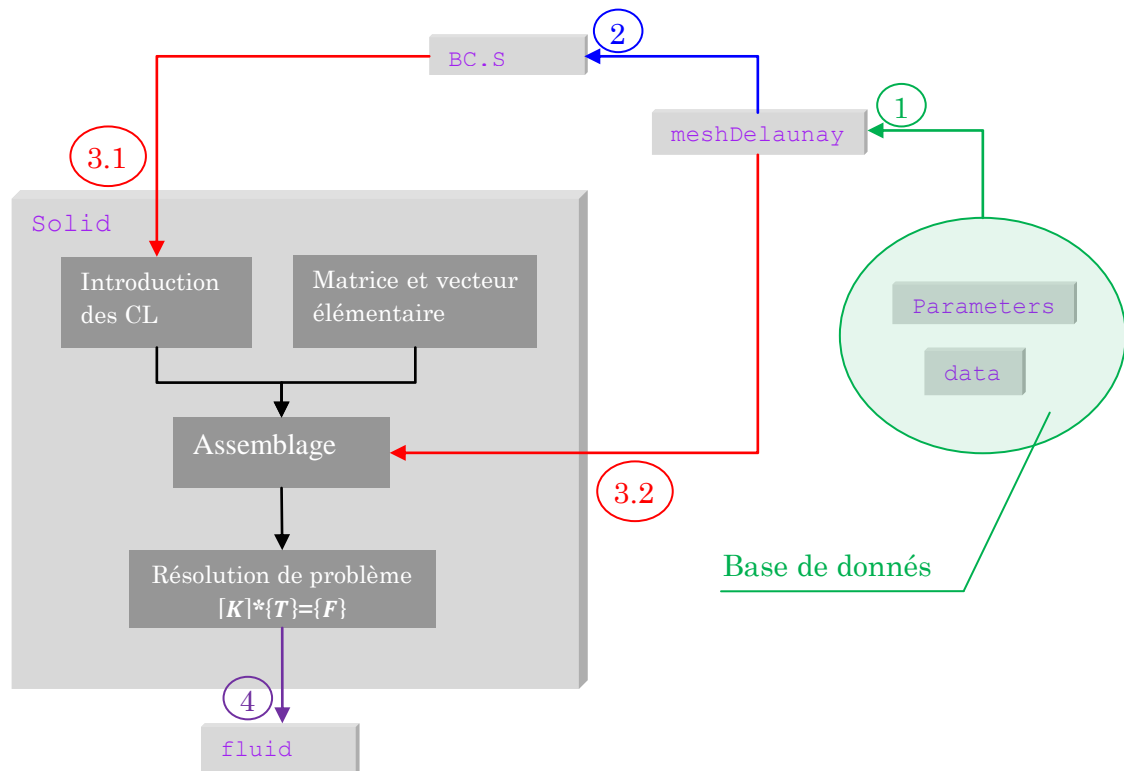 2
BC.S
1
meshDelaunay
3.1
Solid
Introduction
des CL
Matrice et vecteur
élémentaire
Parameters
data
Assemblage
3.2
Base de donnés
Résolution de problème
[K]*{T}={F}
4
fluid